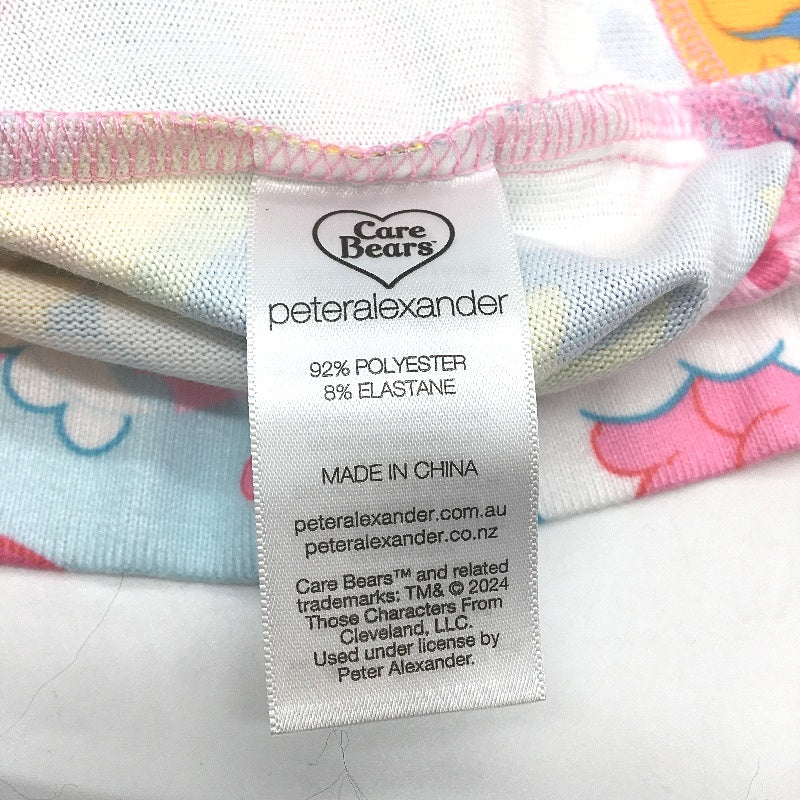 Care
Bears™
peteralexander
92% POLYESTER
8% ELASTANE
MADE IN CHINA
peteralexander.com.au
peteralexander.co.nz
Care Bears™ and related
trademarks: TM& © 2024
Those Characters From
Cleveland, LLC.
Used under license by
Peter Alexander.